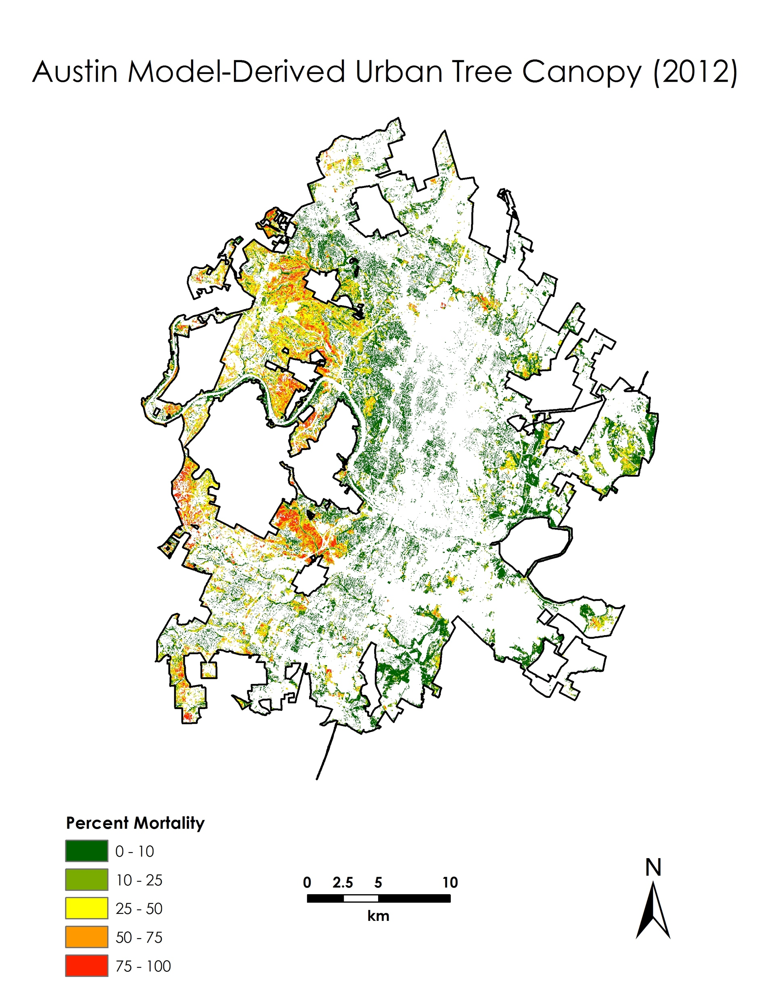 Austin Model-Derived Urban Tree Canopy (2012)
Percent Mortality
0 - 10
10 - 25
25 - 50
50 - 75
75 - 100
0 2.5 5 10
km
N